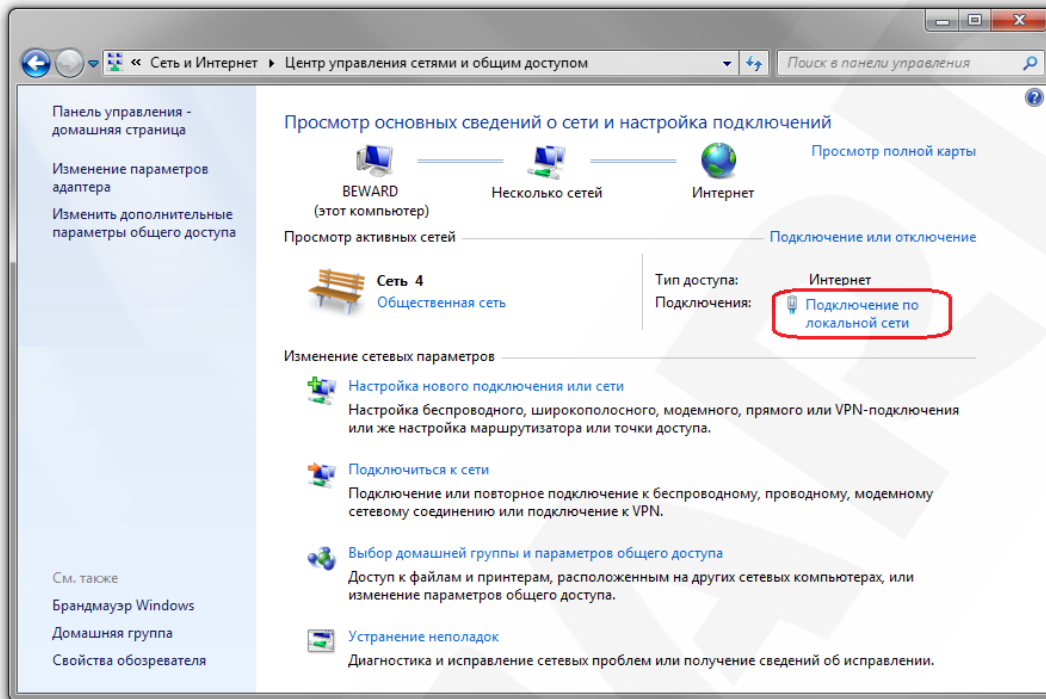 « Сеть и Интернет ▸ Центр управления сетями и общим доступом
Поиск в панели управления
Панель управления -
домашняя страница
Изменение параметров
адаптера
Изменить дополнительные
параметры общего доступа
См. также
Брандмауэр Windows
Домашняя группа
Свойства обозревателя
Просмотр основных сведений о сети и настройка подключений
Просмотр полной карты
BEWARD
(этот компьютер)
Несколько сетей
Интернет
Просмотр активных сетей
Подключение или отключение
Сеть 4
Общественная сеть
Тип доступа: Интернет
Подключения: Подключение по
локальной сети
Изменение сетевых параметров
Настройка нового подключения или сети
Настройка беспроводного, широкополосного, модемного, прямого или VPN-подключения
или же настройка маршрутизатора или точки доступа.
Подключиться к сети
Подключение или повторное подключение к беспроводному, проводному, модемному
сетевому соединению или подключение к VPN.
Выбор домашней группы и параметров общего доступа
Доступ к файлам и принтерам, расположенным на других сетевых компьютерах, или
изменение параметров общего доступа.
Устранение неполадок
Диагностика и исправление сетевых проблем или получение сведений об исправлении.